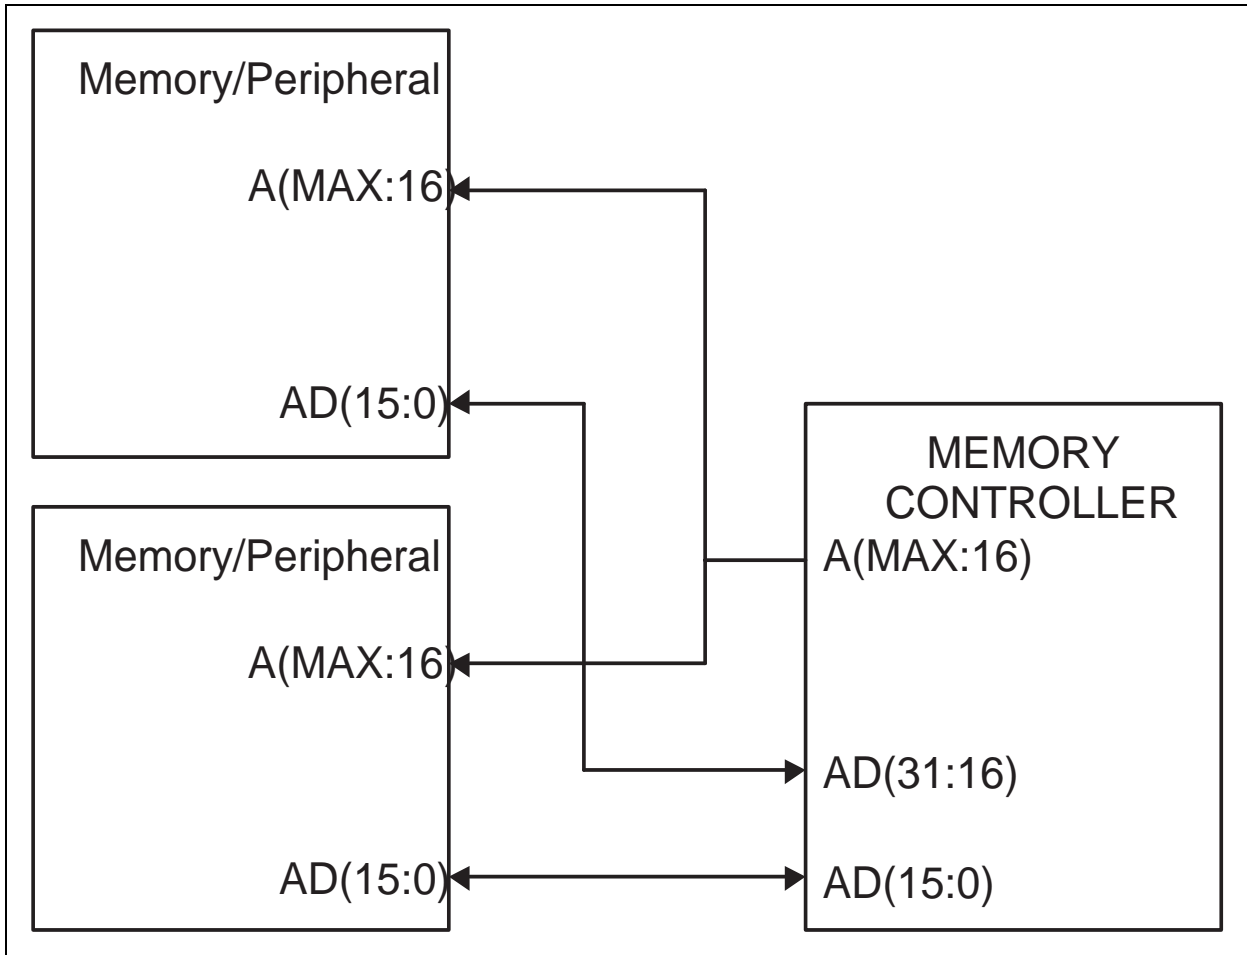 Memory/Peripheral
A(MAX:16)
AD(15:0)
Memory/Peripheral
A(MAX:16)
AD(15:0)
MEMORY
CONTROLLER
A(MAX:16)
AD(31:16)
AD(15:0)